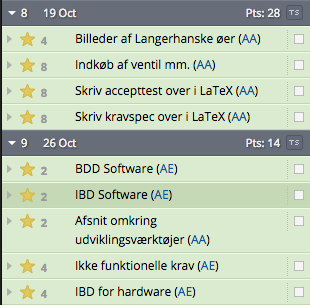 8 19 Oct Pts: 28 TS
4 Billeder af Langerhanske øer (AA)
8 Indkøb af ventil mm. (AA)
8 Skriv accepttest over i LaTeX (AA)
8 Skriv kravspec over i LaTeX (AA)
9 26 Oct Pts: 14 TS
2 BDD Software (AE)
2 IBD Software (AE)
2 Afsnit omkring
udviklingsværktøjer (AA)
4 Ikke funktionelle krav (AE)
4 IBD for hardware (AE)